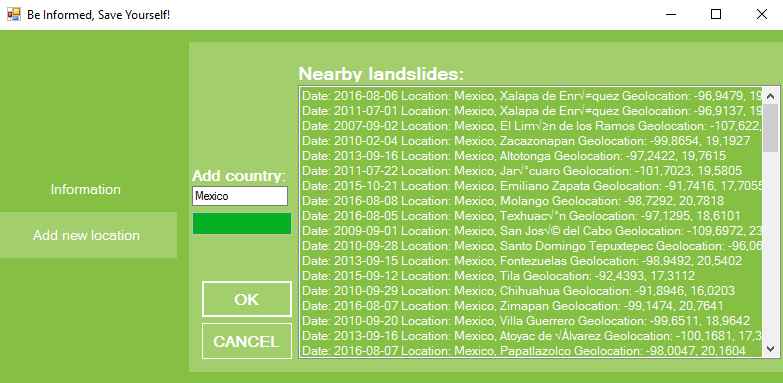 Be Informed, Save Yourself!
Information
Add new location
Add country:
Mexico
OK
CANCEL
Nearby landslides:
Date: 2016-08-06 Location: Mexico, Xalapa de Enr√≠quez Geolocation: -96,9479, 19
Date: 2011-07-01 Location: Mexico, Xalapa de Enr√≠quez Geolocation: -96,9137, 19
Date: 2007-09-02 Location: Mexico, El Lim√≥n de los Ramos Geolocation: -107,622,
Date: 2010-02-04 Location: Mexico, Zacazonapan Geolocation: -99,8654, 19,1927
Date: 2013-09-16 Location: Mexico, Altotonga Geolocation: -97,2422, 19,7615
Date: 2011-07-22 Location: Mexico, Jar√°cuaro Geolocation: -101,7023, 19,5805
Date: 2015-10-21 Location: Mexico, Emiliano Zapata Geolocation: -91,7416, 17,7055
Date: 2016-08-08 Location: Mexico, Molango Geolocation: -98,7292, 20,7818
Date: 2016-08-05 Location: Mexico, Texhuac√°n Geolocation: -97,1295, 18,6101
Date: 2009-09-01 Location: Mexico, San Jos√© del Cabo Geolocation: -109,6972, 23
Date: 2010-09-28 Location: Mexico, Santo Domingo Tepuxtepec Geolocation: -96,06
Date: 2013-09-15 Location: Mexico, Fontezuelas Geolocation: -98,9492, 20,5402
Date: 2015-09-12 Location: Mexico, Tila Geolocation: -92,4393, 17,3112
Date: 2010-09-29 Location: Mexico, Chihuahua Geolocation: -91,8946, 16,0203
Date: 2016-08-07 Location: Mexico, Zimapan Geolocation: -99,1474, 20,7641
Date: 2010-09-20 Location: Mexico, Villa Guerrero Geolocation: -99,6511, 18,9642
Date: 2013-09-16 Location: Mexico, Atoyac de √Ålvarez Geolocation: -100,1681, 17,3
Date: 2016-08-07 Location: Mexico, Papatlazolco Geolocation: -98,0047, 20,1604